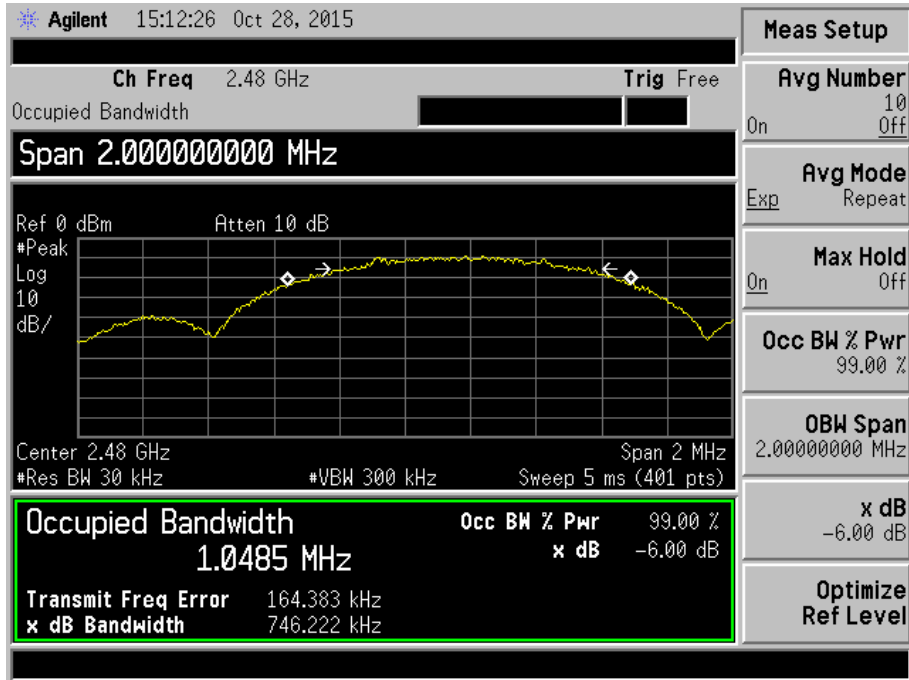 Agilent 15:12:26 Oct 28, 2015
Ch Freq 2.48 GHz Trig Free
Occupied Bandwidth
Span 2.000000000 MHz
Ref 0 dBm Atten 10 dB
#Peak
Log
10
dB/
Center 2.48 GHz Span 2 MHz
#Res BW 30 kHz #VBW 300 kHz Sweep 5 ms (401 pts)
Occupied Bandwidth Occ BW % Pwr 99.00 %
1.0485 MHz x dB -6.00 dB
Transmit Freq Error 164.383 kHz
x dB Bandwidth 746.222 kHz
Meas Setup
Avg Number
10
On Off
Avg Mode
Exp Repeat
Max Hold
On Off
Occ BW % Pwr
99.00 %
OBW Span
2.00000000 MHz
x dB
-6.00 dB
Optimize
Ref Level